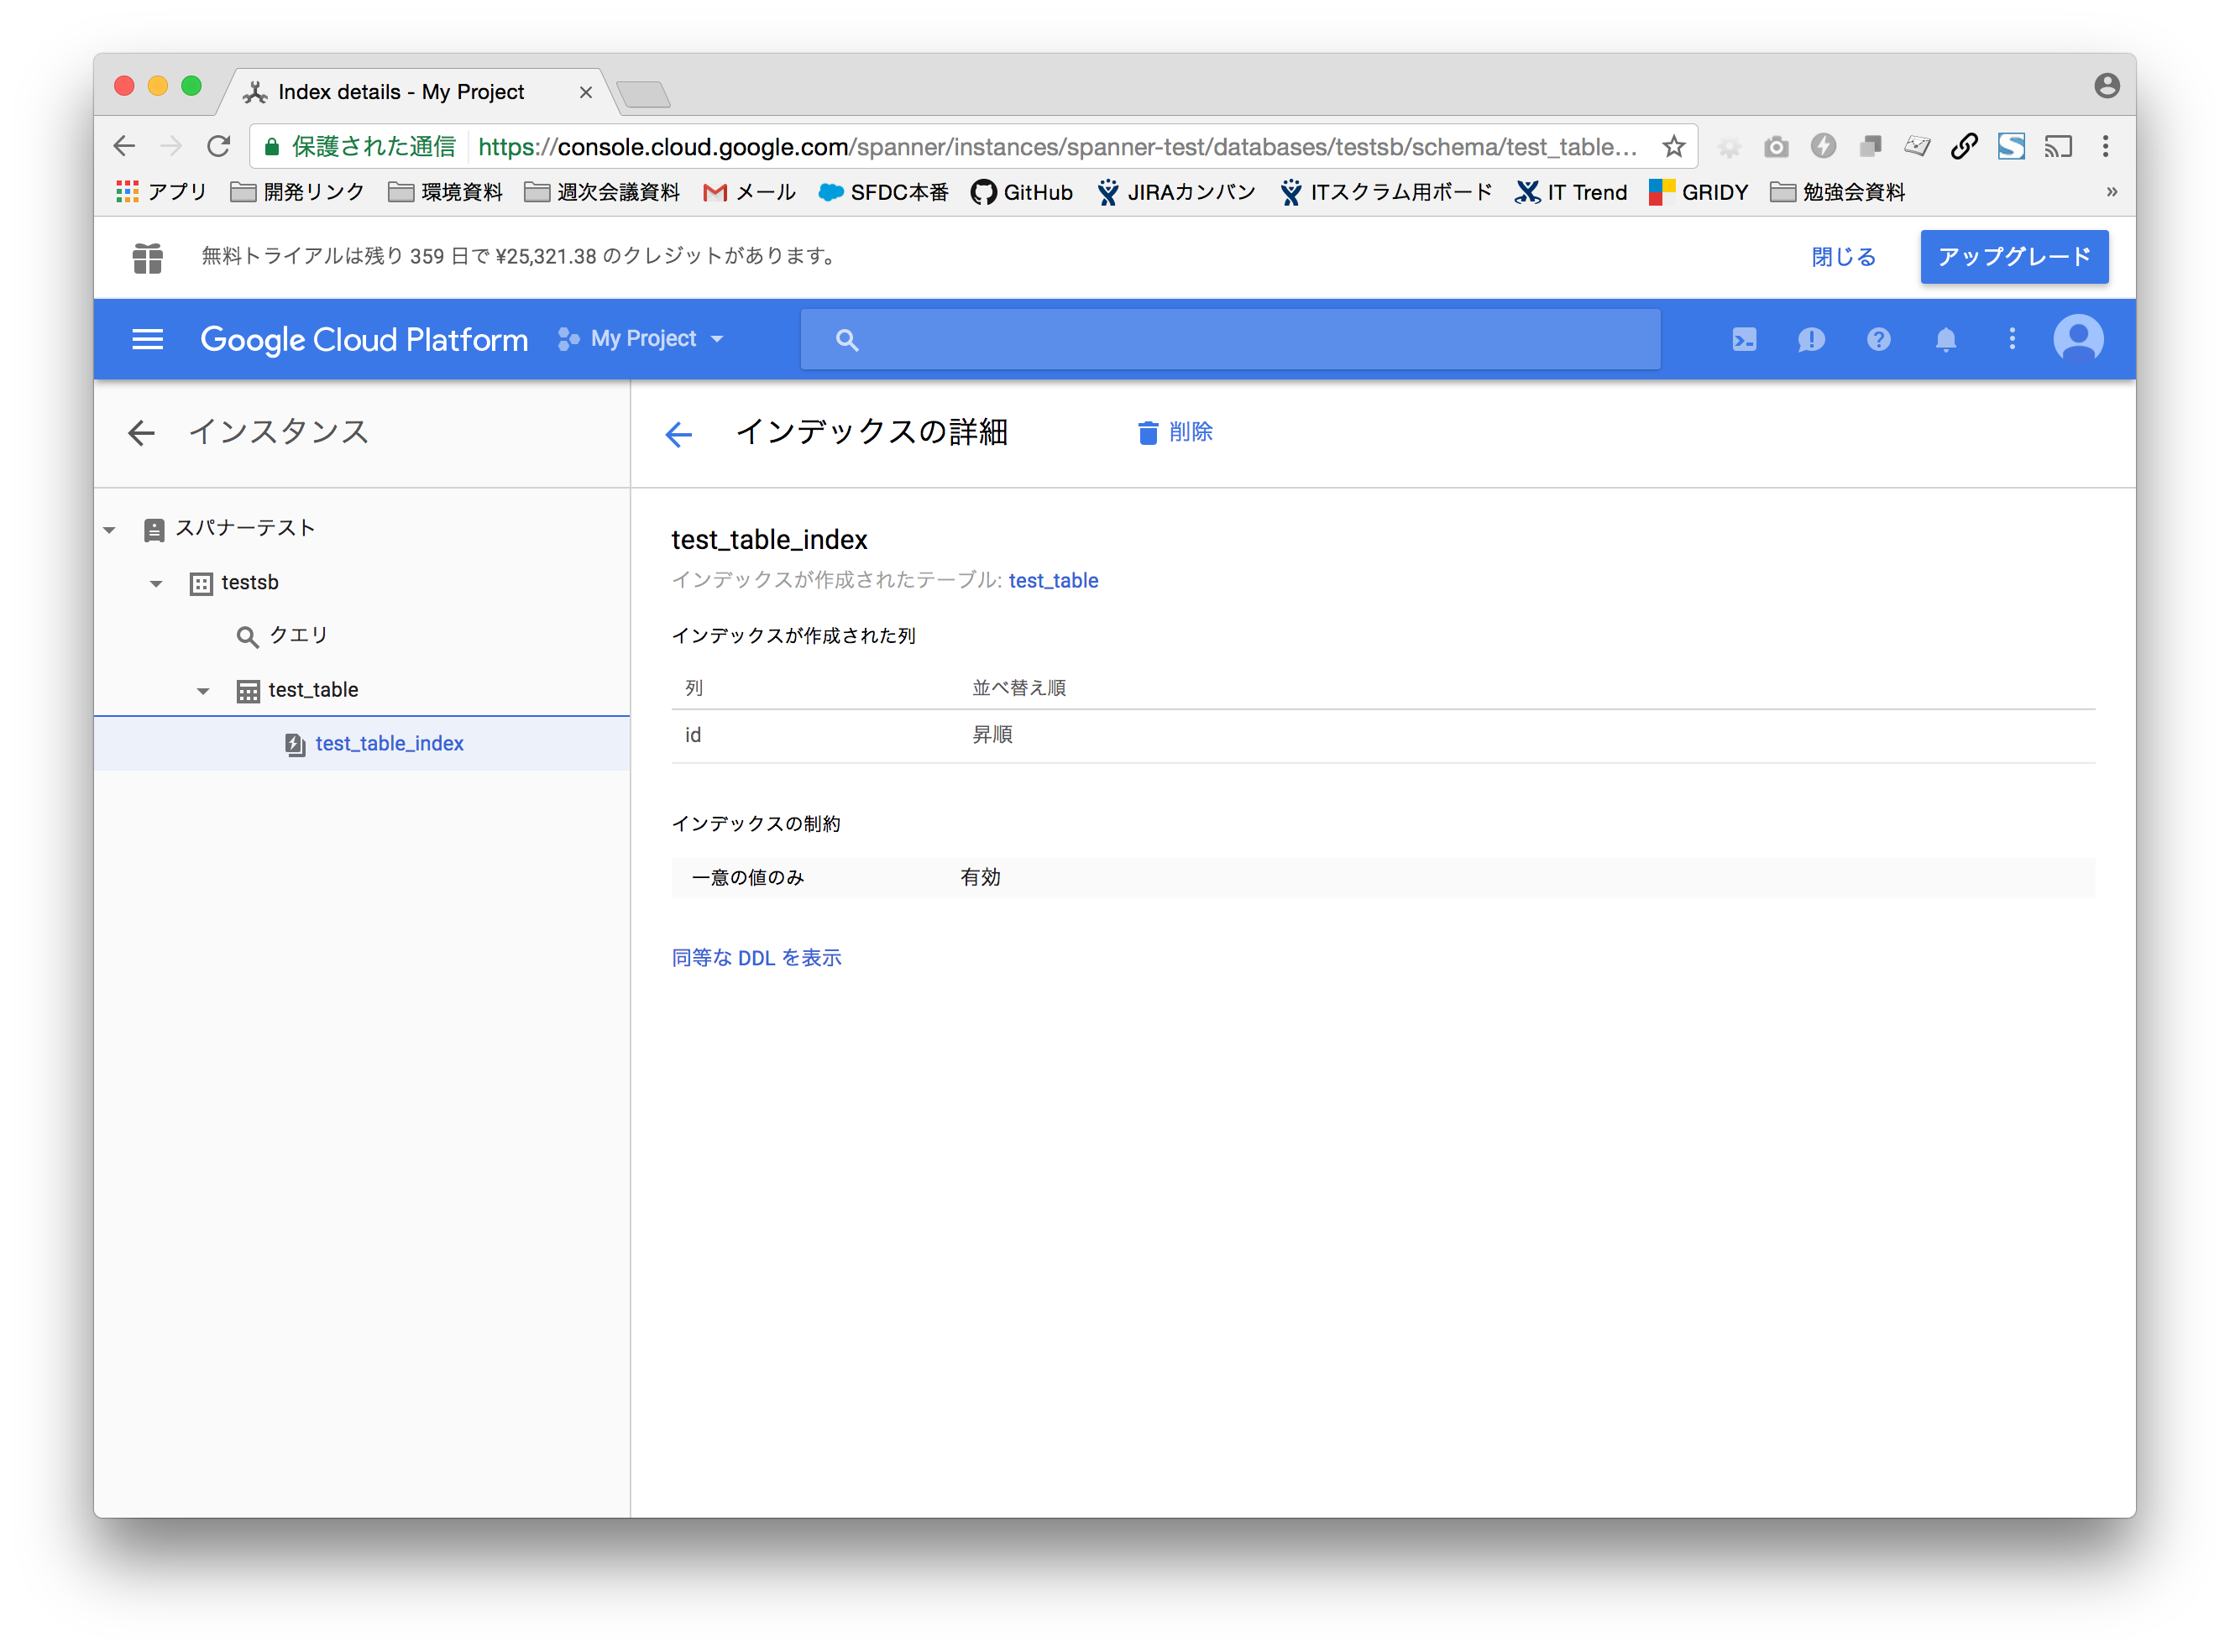 Index details - My Project
保護された通信 https://console.cloud.google.com/spanner/instances/spanner-test/databases/testsb/schema/test_table...
アプリ 開発リンク 環境資料 週次会議資料 メール SFDC本番 GitHub JIRAカンバン ITスクラム用ボード IT Trend GRIDY 勉強会資料 »
無料トライアルは残り 359 日で ¥25,321.38 のクレジットがあります。 閉じる アップグレード
Google Cloud Platform My Project
インスタンス
インデックスの詳細 削除
スパナーテスト
testsb
クエリ
test_table
test_table_index
test_table_index
インデックスが作成されたテーブル: test_table
インデックスが作成された列
列 並べ替え順
id 昇順
インデックスの制約
一意の値のみ 有効
同等な DDL を表示